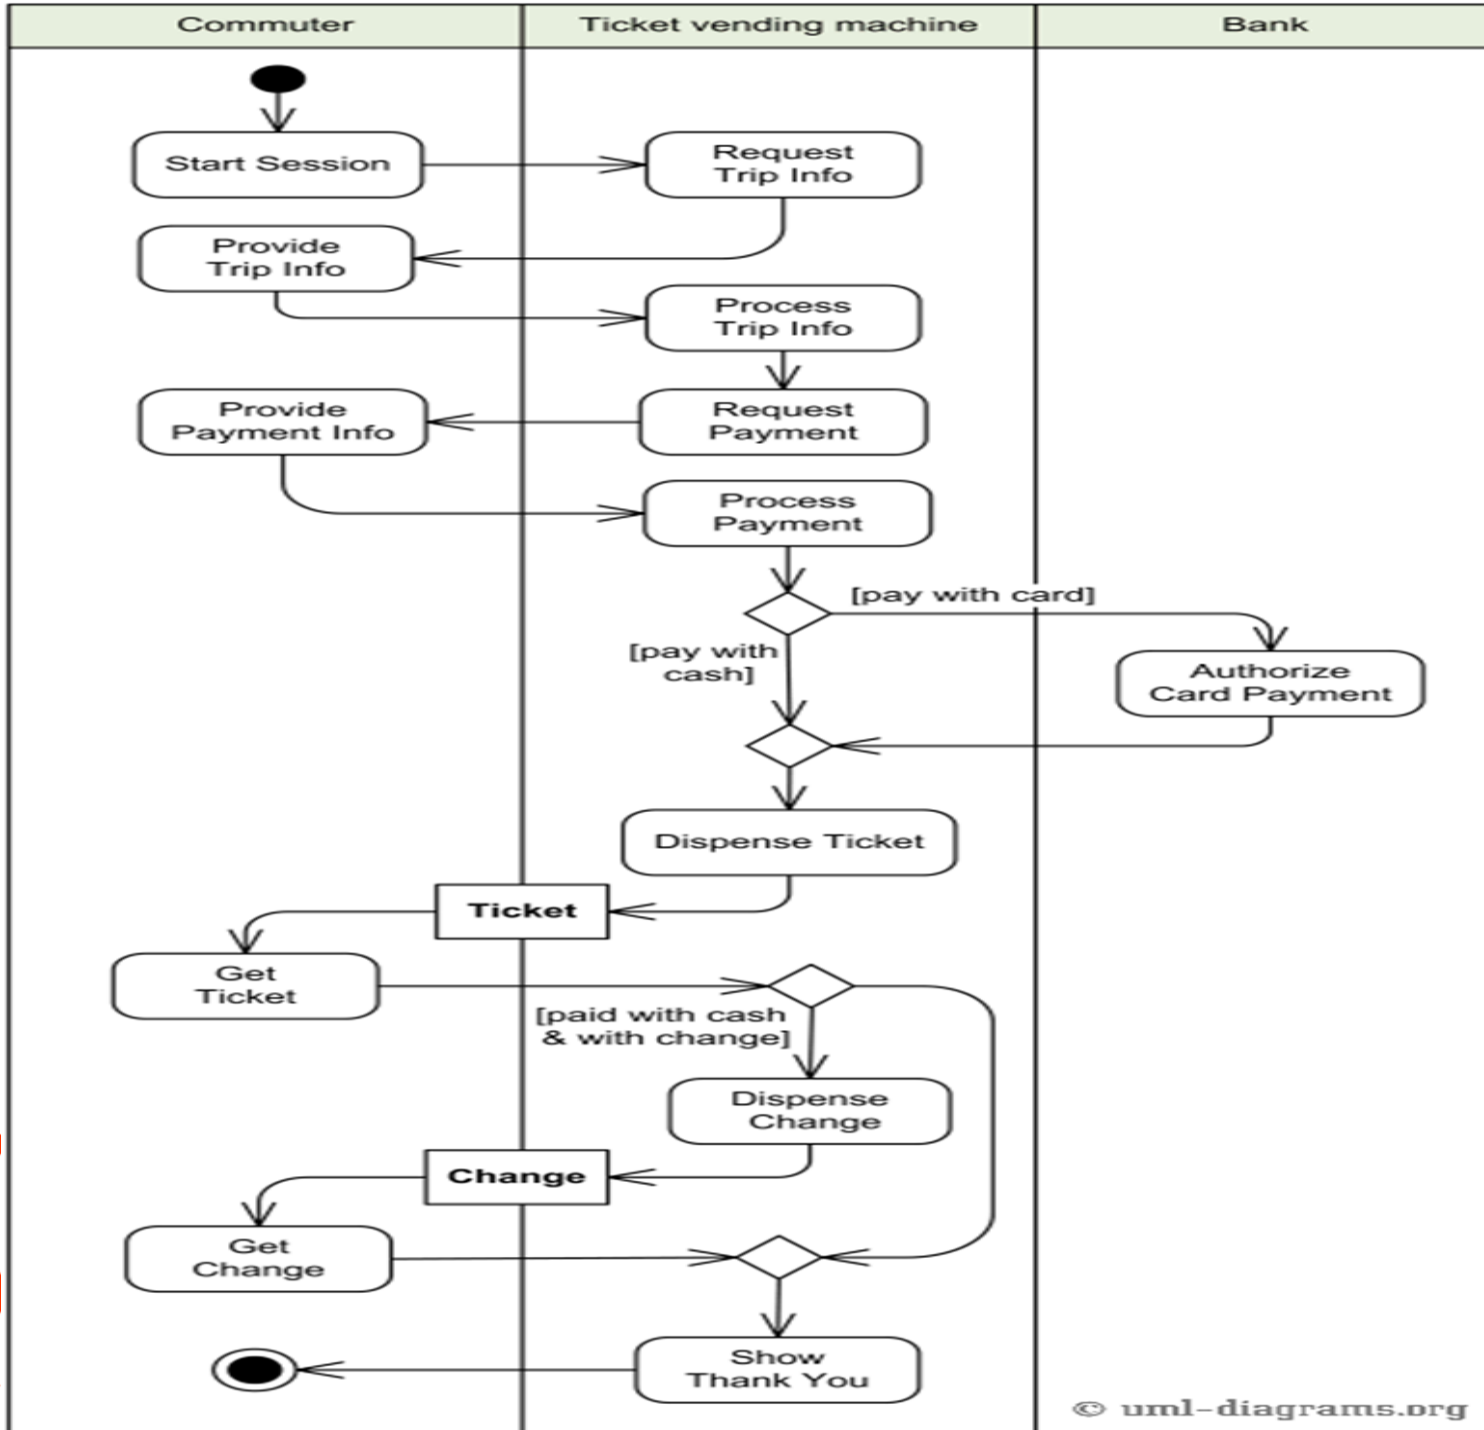 Commuter
Ticket vending machine
Bank
Start Session
Request
Trip Info
Provide
Trip Info
Process
Trip Info
Provide
Payment Info
Request
Payment
Process
Payment
[pay with card]
[pay with
cash]
Authorize
Card Payment
Dispense Ticket
Ticket
Get
Ticket
[paid with cash
& with change]
Dispense
Change
Change
Get
Change
Show
Thank You
© uml-diagrams.org